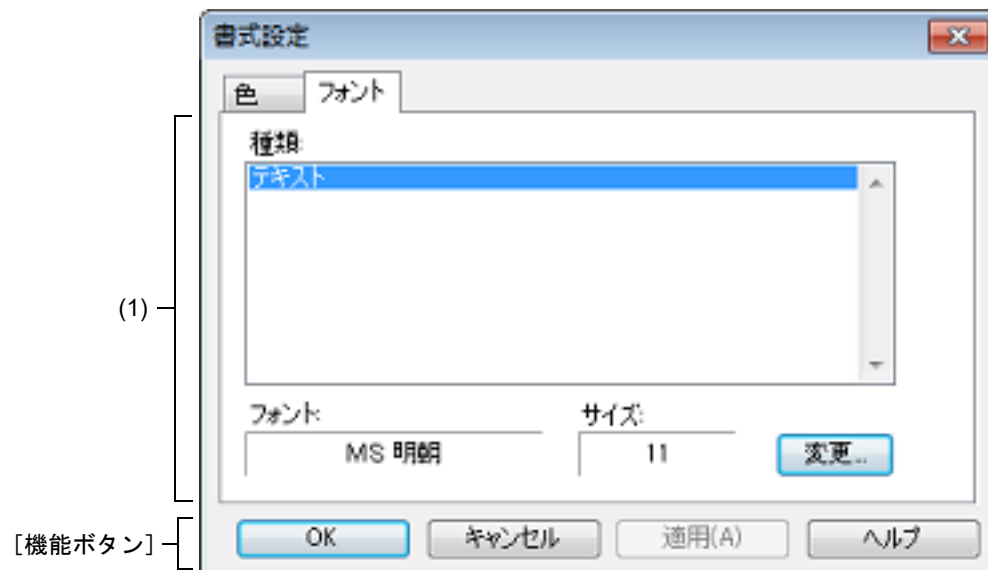 書式設定
色 フォント
種類:
テキスト
(1)
フォント: サイズ:
MS 明朝 11 変更...
[機能ボタン] OK キャンセル 適用(A) ヘルプ